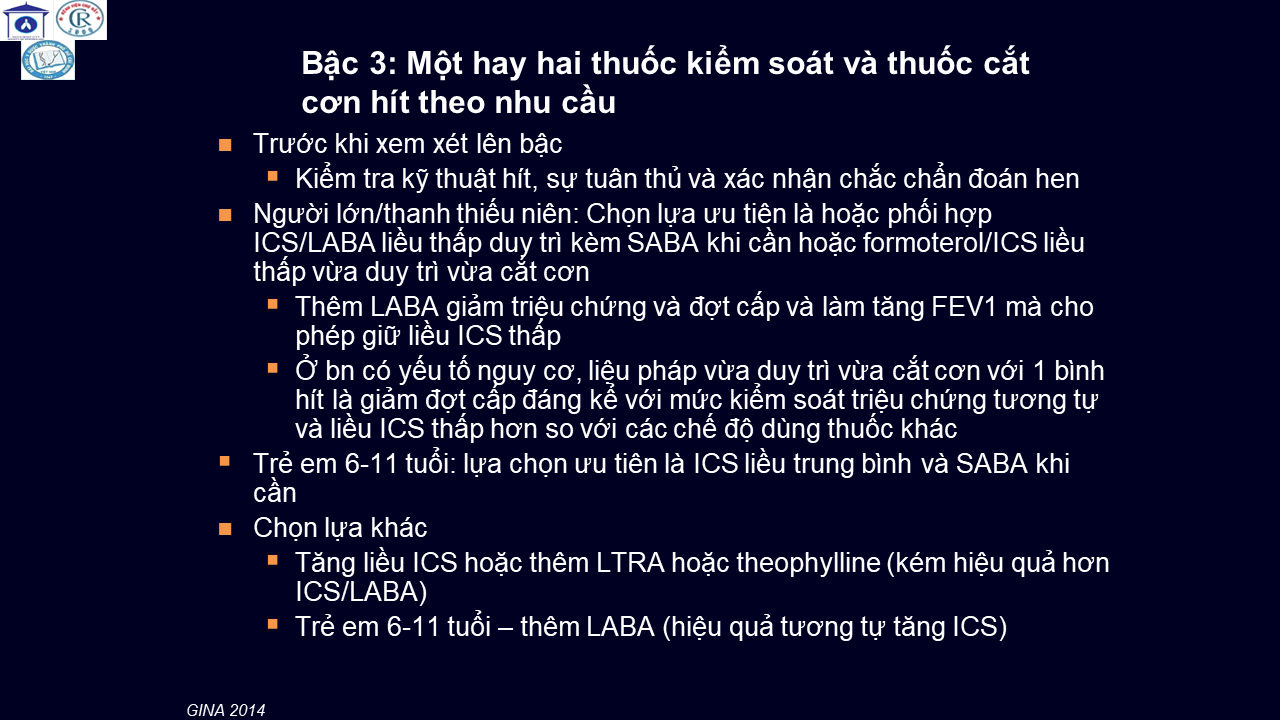 Bậc 3: Một hay hai thuốc kiểm soát và thuốc cắt
cơn hít theo nhu cầu
Trước khi xem xét lên bậc
Kiểm tra kỹ thuật hít, sự tuân thủ và xác nhận chắc chẩn đoán hen
Người lớn/thanh thiếu niên: Chọn lựa ưu tiên là hoặc phối hợp
ICS/LABA liều thấp duy trì kèm SABA khi cần hoặc formoterol/ICS liều
thấp vừa duy trì vừa cắt cơn
Thêm LABA giảm triệu chứng và đợt cấp và làm tăng FEV1 mà cho
phép giữ liều ICS thấp
Ở bn có yếu tố nguy cơ, liệu pháp vừa duy trì vừa cắt cơn với 1 bình
hít là giảm đợt cấp đáng kể với mức kiểm soát triệu chứng tương tự
và liều ICS thấp hơn so với các chế độ dùng thuốc khác
Trẻ em 6-11 tuổi: lựa chọn ưu tiên là ICS liều trung bình và SABA khi
cần
Chọn lựa khác
Tăng liều ICS hoặc thêm LTRA hoặc theophylline (kém hiệu quả hơn
ICS/LABA)
Trẻ em 6-11 tuổi – thêm LABA (hiệu quả tương tự tăng ICS)
GINA 2014